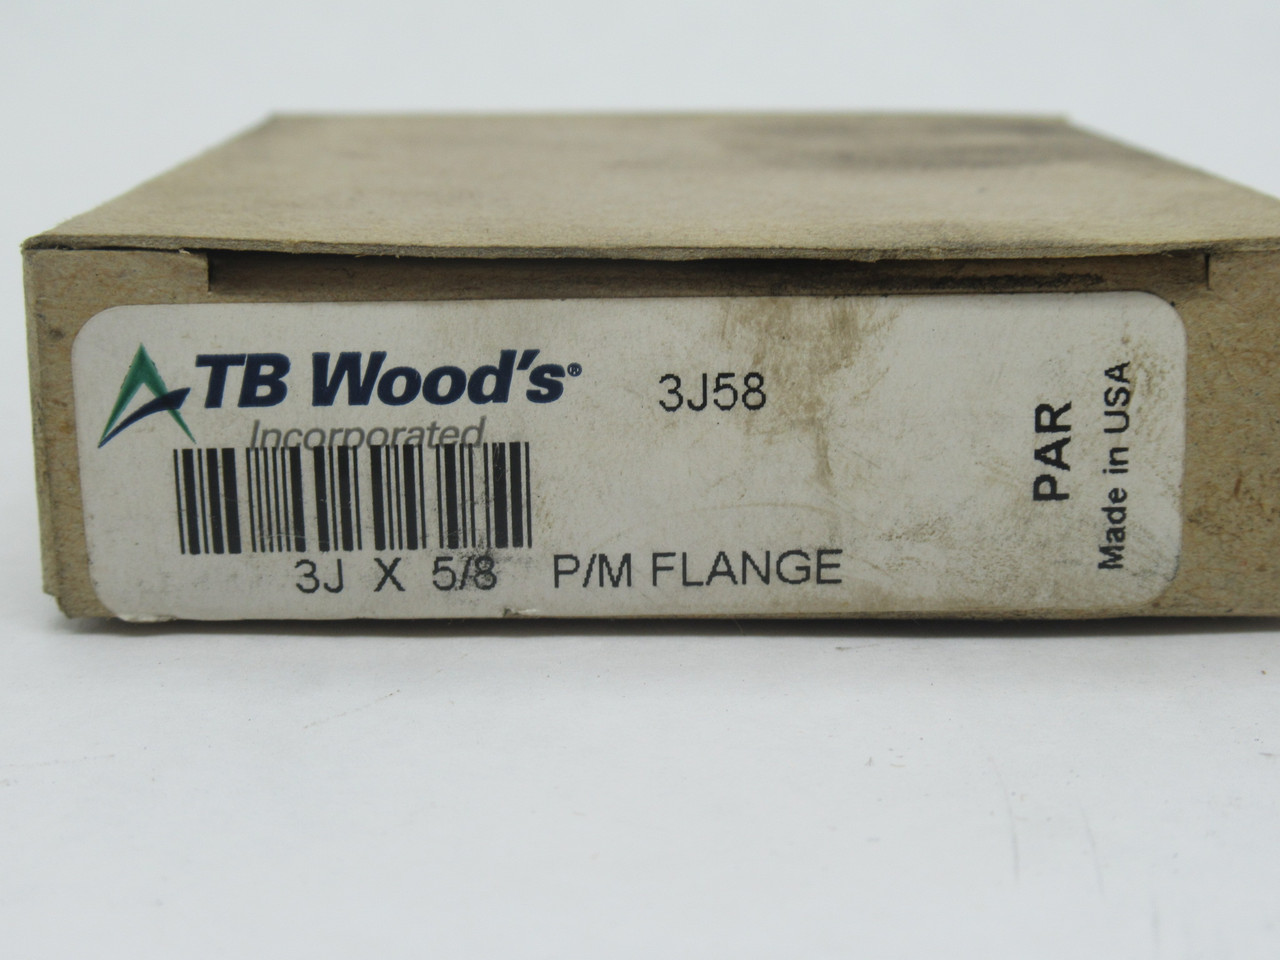 TB Wood's®
Incorporated
3J58
3J X 5/8 P/M FLANGE
PAR
Made in USA